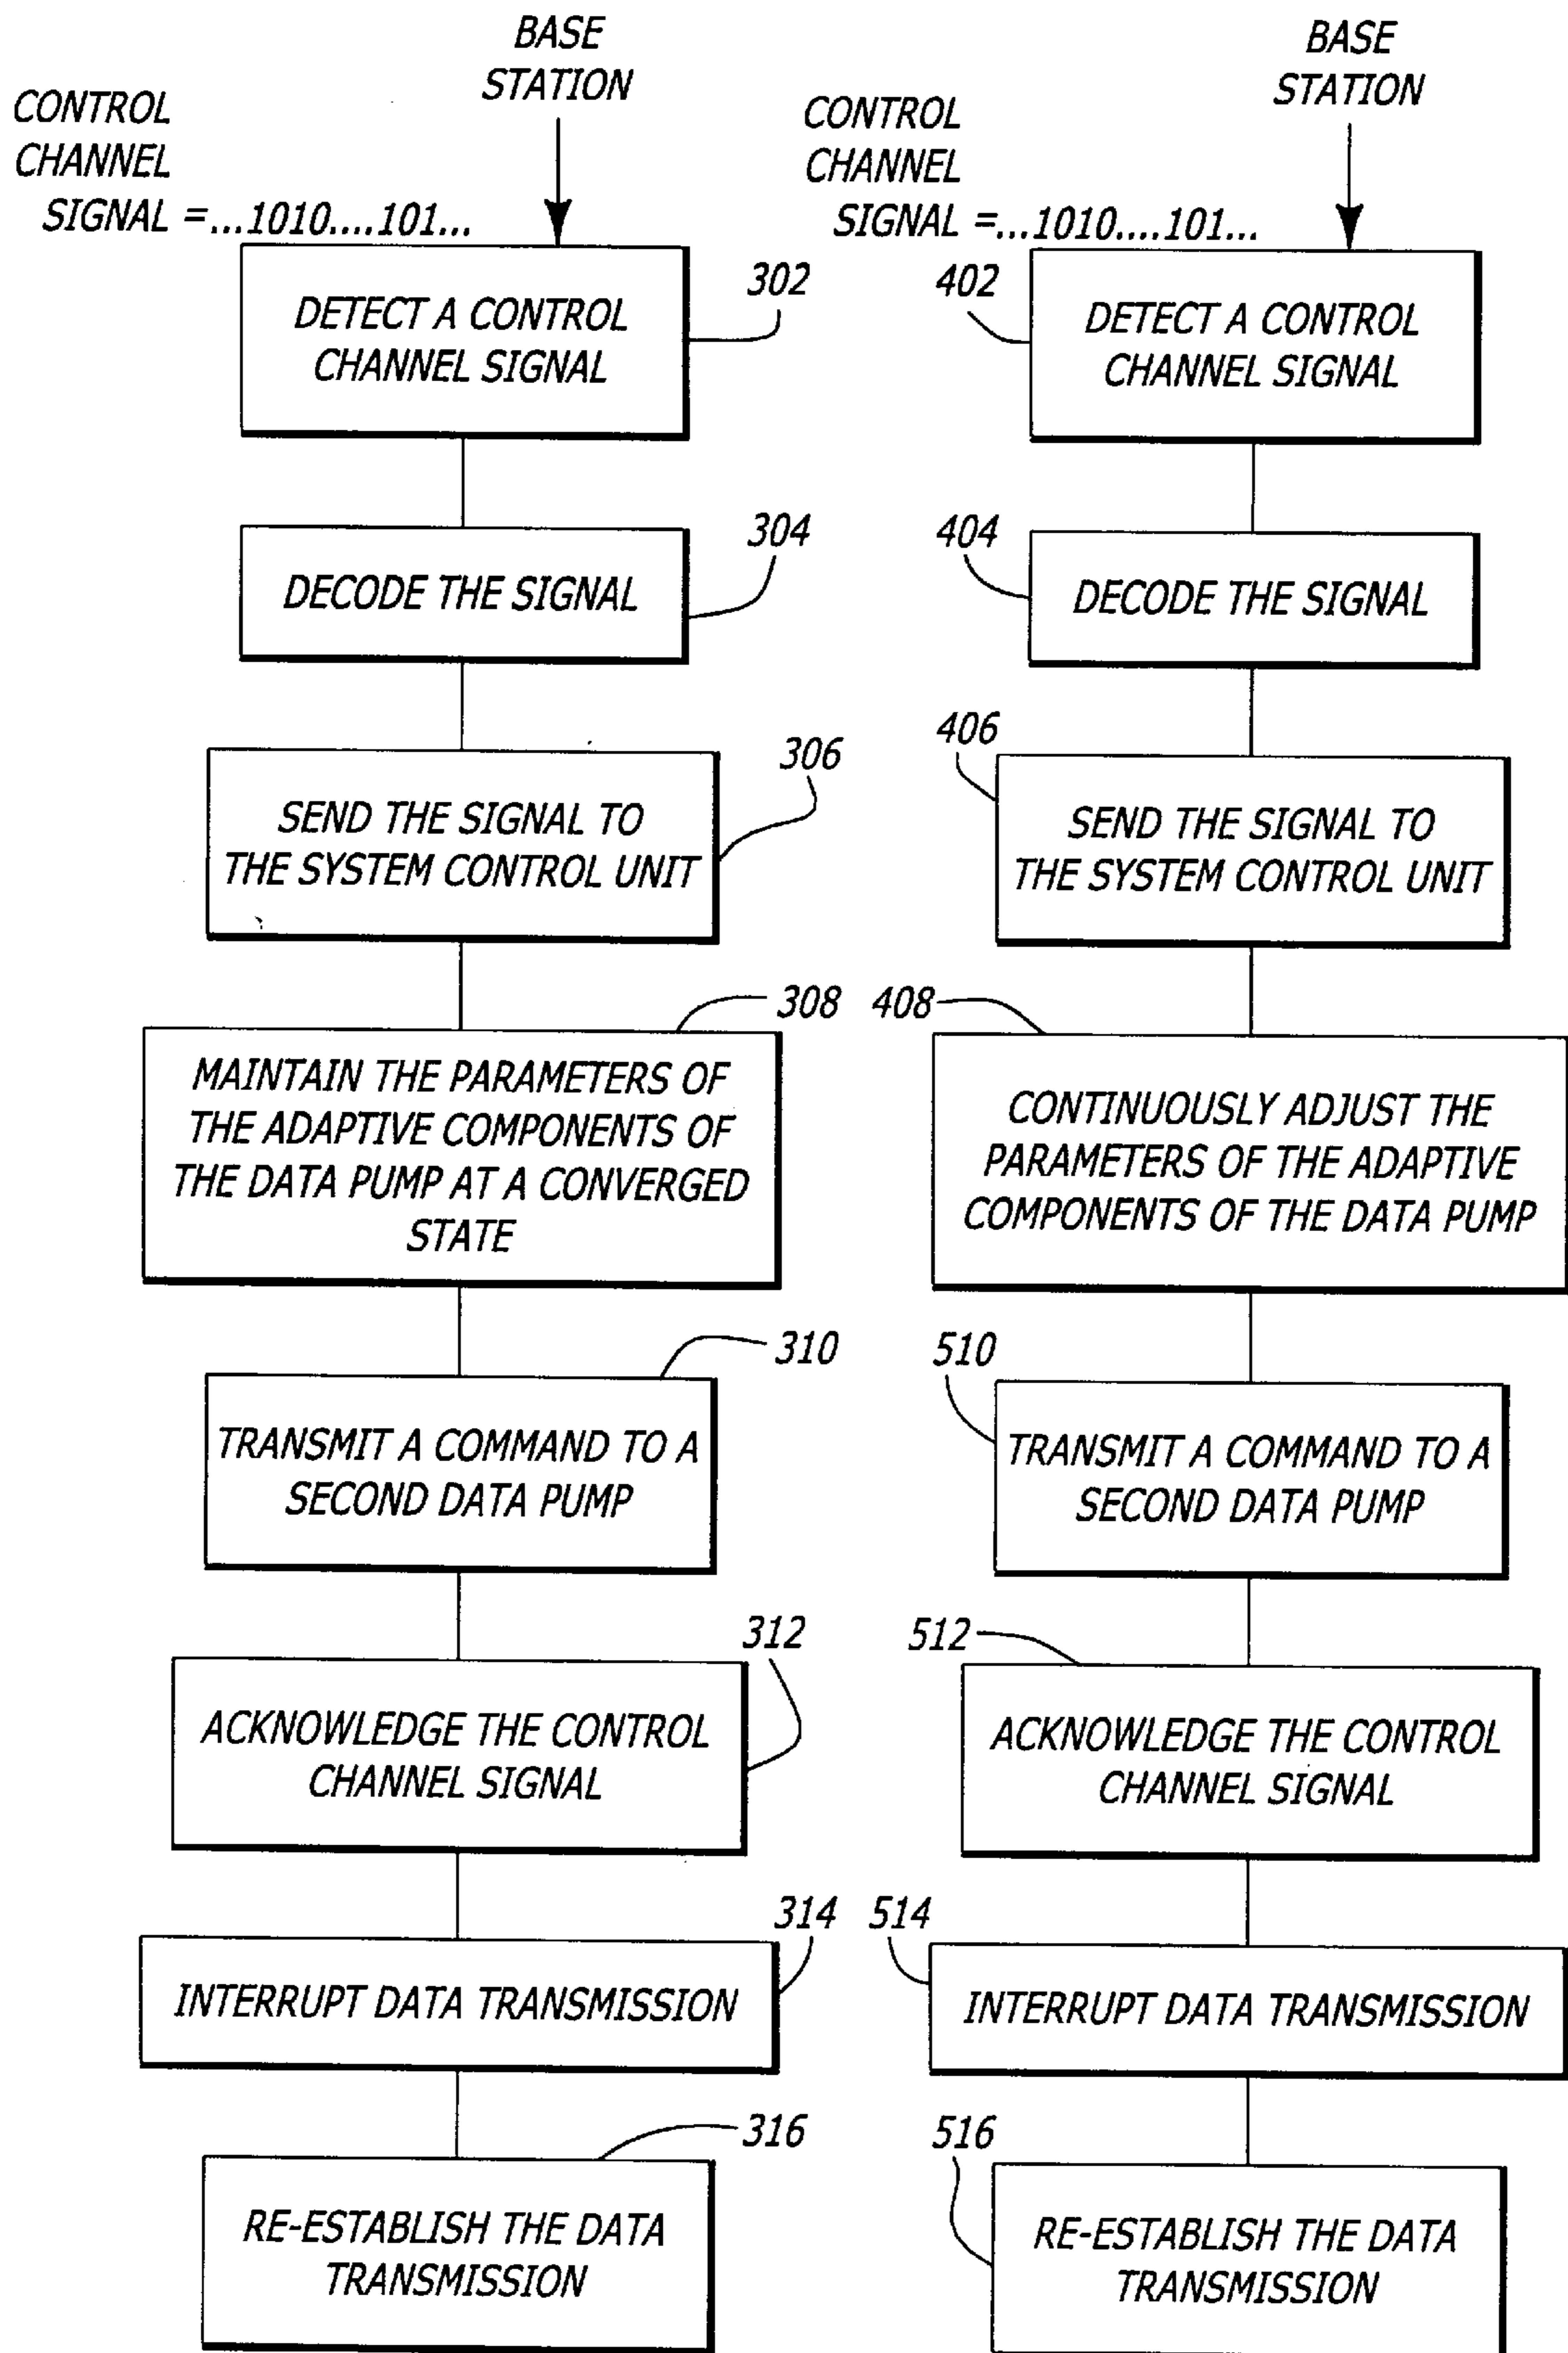 BASE
STATION
CONTROL
CHANNEL
SIGNAL =...1010....101...
DETECT A CONTROL
CHANNEL SIGNAL
302
DECODE THE SIGNAL
304
SEND THE SIGNAL TO
THE SYSTEM CONTROL UNIT
306
MAINTAIN THE PARAMETERS OF
THE ADAPTIVE COMPONENTS OF
THE DATA PUMP AT A CONVERGED
STATE
308
TRANSMIT A COMMAND TO A
SECOND DATA PUMP
310
ACKNOWLEDGE THE CONTROL
CHANNEL SIGNAL
312
INTERRUPT DATA TRANSMISSION
314
RE-ESTABLISH THE DATA
TRANSMISSION
316
BASE
STATION
CONTROL
CHANNEL
SIGNAL =...1010....101...
402
DETECT A CONTROL
CHANNEL SIGNAL
404
DECODE THE SIGNAL
406
SEND THE SIGNAL TO
THE SYSTEM CONTROL UNIT
408
CONTINUOUSLY ADJUST THE
PARAMETERS OF THE ADAPTIVE
COMPONENTS OF THE DATA PUMP
510
TRANSMIT A COMMAND TO A
SECOND DATA PUMP
512
ACKNOWLEDGE THE CONTROL
CHANNEL SIGNAL
514
INTERRUPT DATA TRANSMISSION
516
RE-ESTABLISH THE DATA
TRANSMISSION